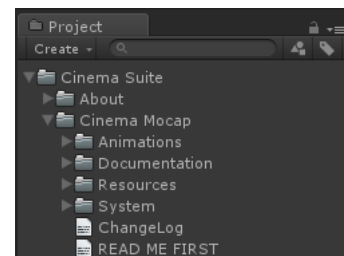 Project
Create
Cinema Suite
About
Cinema Mocap
Animations
Documentation
Resources
System
ChangeLog
READ ME FIRST